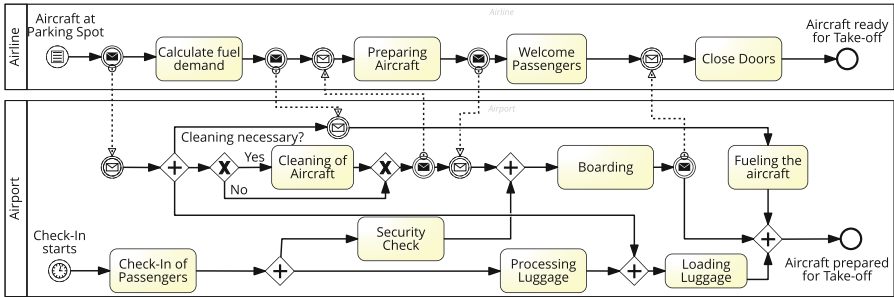 Airline
Airline
Aircraft at
Parking Spot
Calculate fuel
demand
Preparing
Aircraft
Welcome
Passengers
Close Doors
Aircraft ready
for Take-off
Airport
Airport
Cleaning necessary?
Yes
No
Cleaning of
Aircraft
Boarding
Fueling the
aircraft
Check-In
starts
Check-In of
Passengers
Security
Check
Processing
Luggage
Loading
Luggage
Aircraft prepared
for Take-off